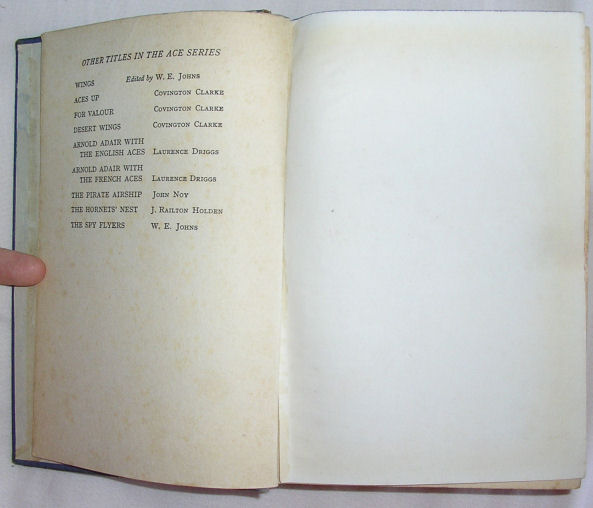 OTHER TITLES IN THE ACE SERIES
WINGS Edited by W. E. Johns
ACES UP Covington Clarke
FOR VALOUR Covington Clarke
DESERT WINGS Covington Clarke
ARNOLD ADAIR WITH
THE ENGLISH ACES Laurence Driggs
ARNOLD ADAIR WITH
THE FRENCH ACES Laurence Driggs
THE PIRATE AIRSHIP John Noy
THE HORNETS' NEST J. Railton Holden
THE SPY FLYERS W. E. Johns